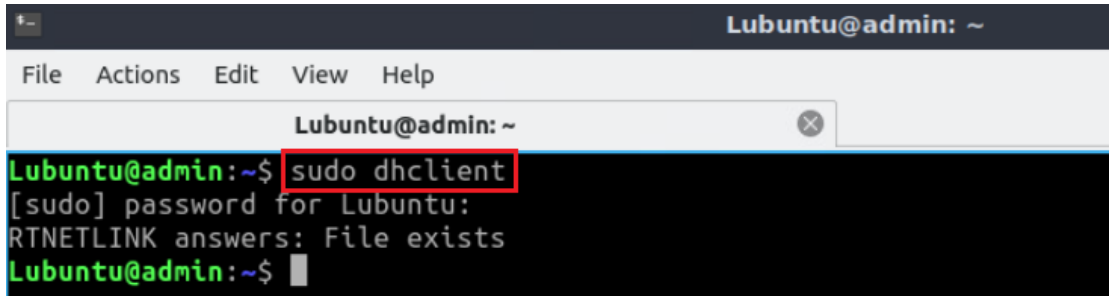 Lubuntu@admin: ~
File Actions Edit View Help
Lubuntu@admin: ~
Lubuntu@admin:~$ sudo dhclient
[sudo] password for Lubuntu:
RTNETLINK answers: File exists
Lubuntu@admin:~$